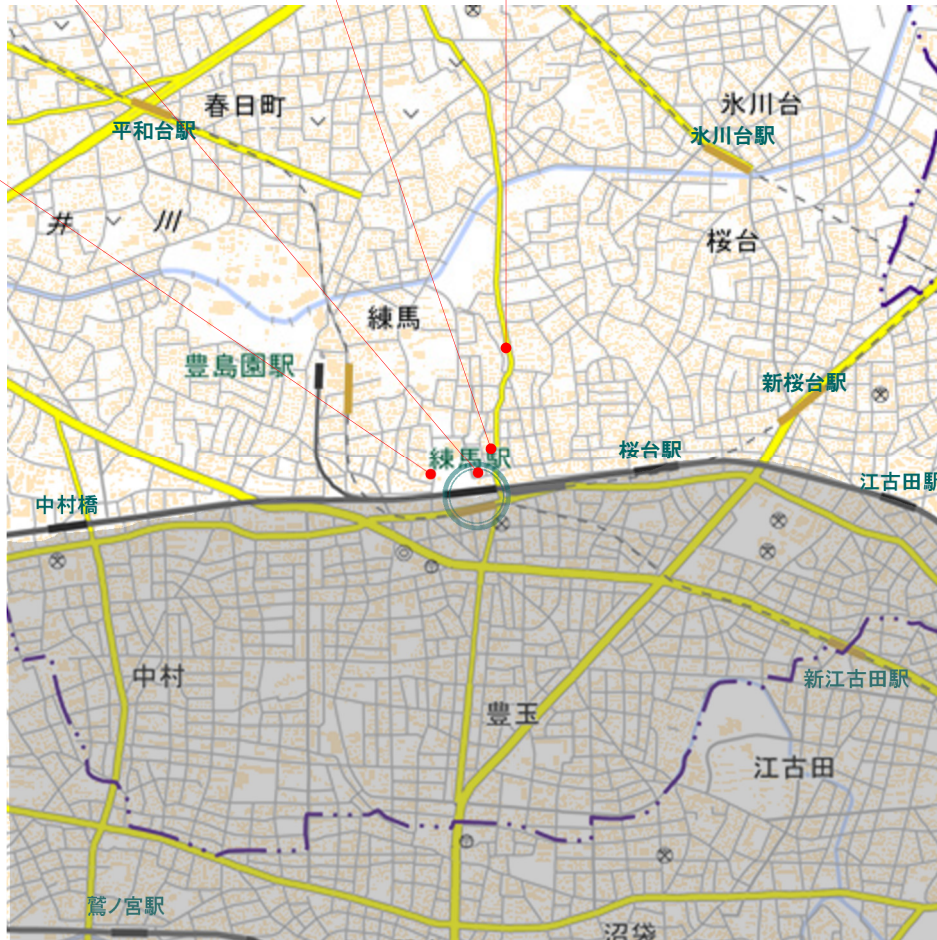 春日町
氷川台
平和台駅
氷川台駅
井
川
桜台
練馬
豊島園駅
新桜台駅
練馬駅
桜台駅
江古田駅
中村橋
中村
新江古田駅
豊玉
江古田
鷺ノ宮駅
沼袋